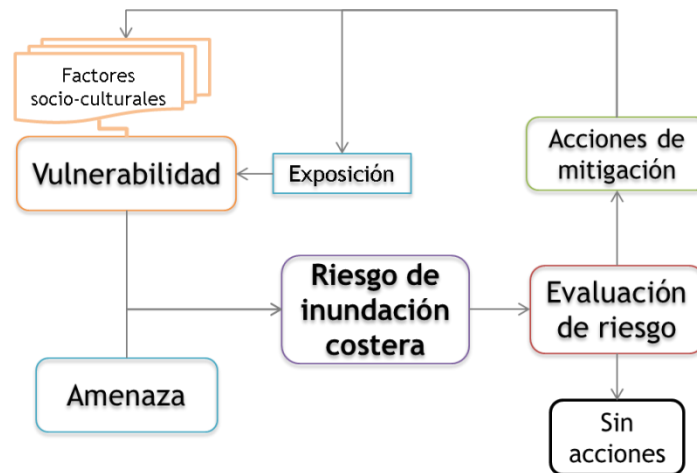 Factores
socio-culturales
Vulnerabilidad
Exposición
Acciones de
mitigación
Riesgo de
inundación
costera
Evaluación
de riesgo
Amenaza
Sin
acciones